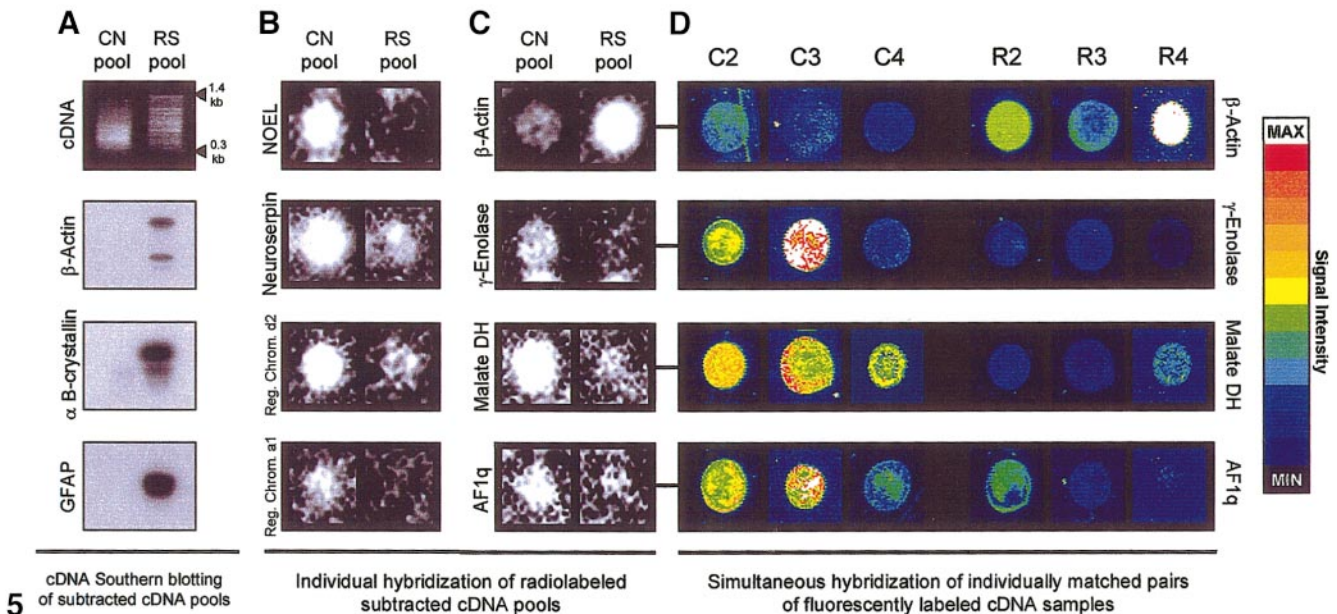 A
CN pool
RS pool
cDNA
1.4 kb
0.3 kb
β-Actin
α B-crystallin
GFAP
cDNA Southern blotting
of subtracted cDNA pools
5
B
CN pool
RS pool
NOEL
Neuroserpin
Reg. Chrom. d2
Reg. Chrom. a1
C
CN pool
RS pool
β-Actin
γ-Enolase
Malate DH
AF1q
Individual hybridization of radiolabeled
subtracted cDNA pools
D
C2 C3 C4 R2 R3 R4
β-Actin
γ-Enolase
Malate DH
AF1q
Simultaneous hybridization of individually matched pairs
of fluorescently labeled cDNA samples
MAX
Signal Intensity
MIN